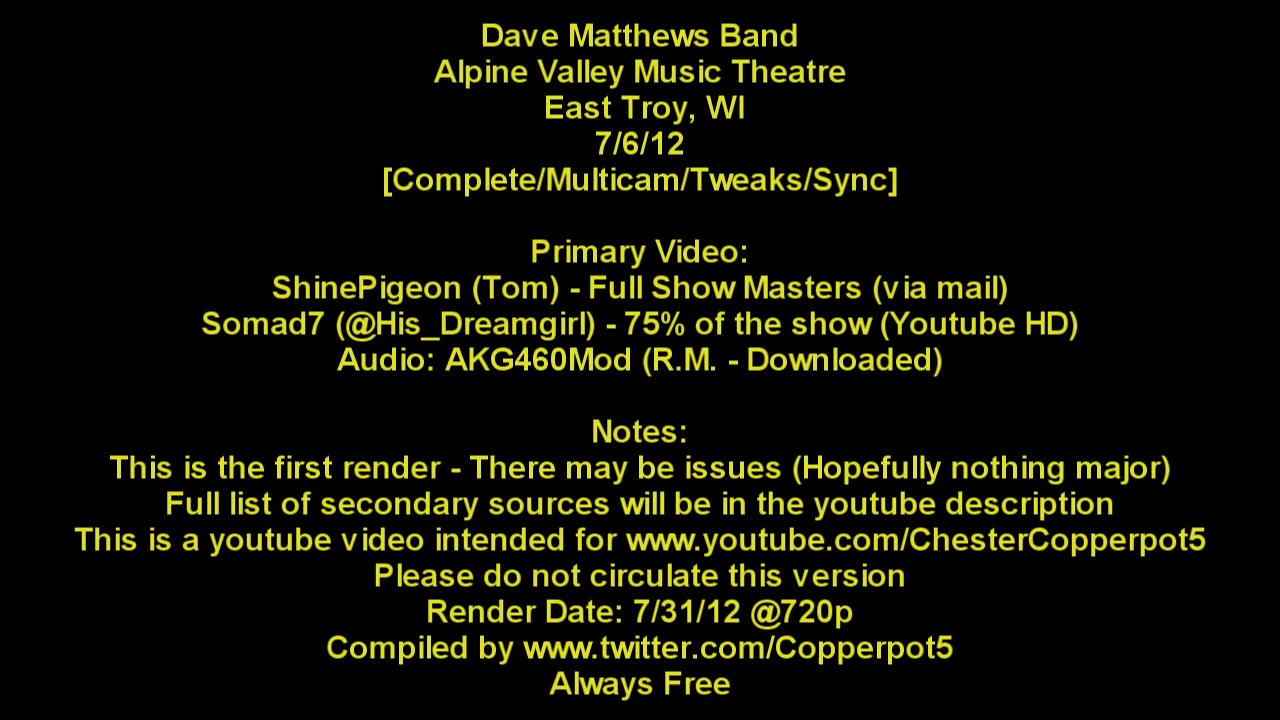 Dave Matthews Band
Alpine Valley Music Theatre
East Troy, WI
7/6/12
[Complete/Multicam/Tweaks/Sync]
Primary Video:
ShinePigeon (Tom) - Full Show Masters (via mail)
Somad7 (@His_Dreamgirl) - 75% of the show (Youtube HD)
Audio: AKG460Mod (R.M. - Downloaded)
Notes:
This is the first render - There may be issues (Hopefully nothing major)
Full list of secondary sources will be in the youtube description
This is a youtube video intended for www.youtube.com/ChesterCopperpot5
Please do not circulate this version
Render Date: 7/31/12 @720p
Compiled by www.twitter.com/Copperpot5
Always Free